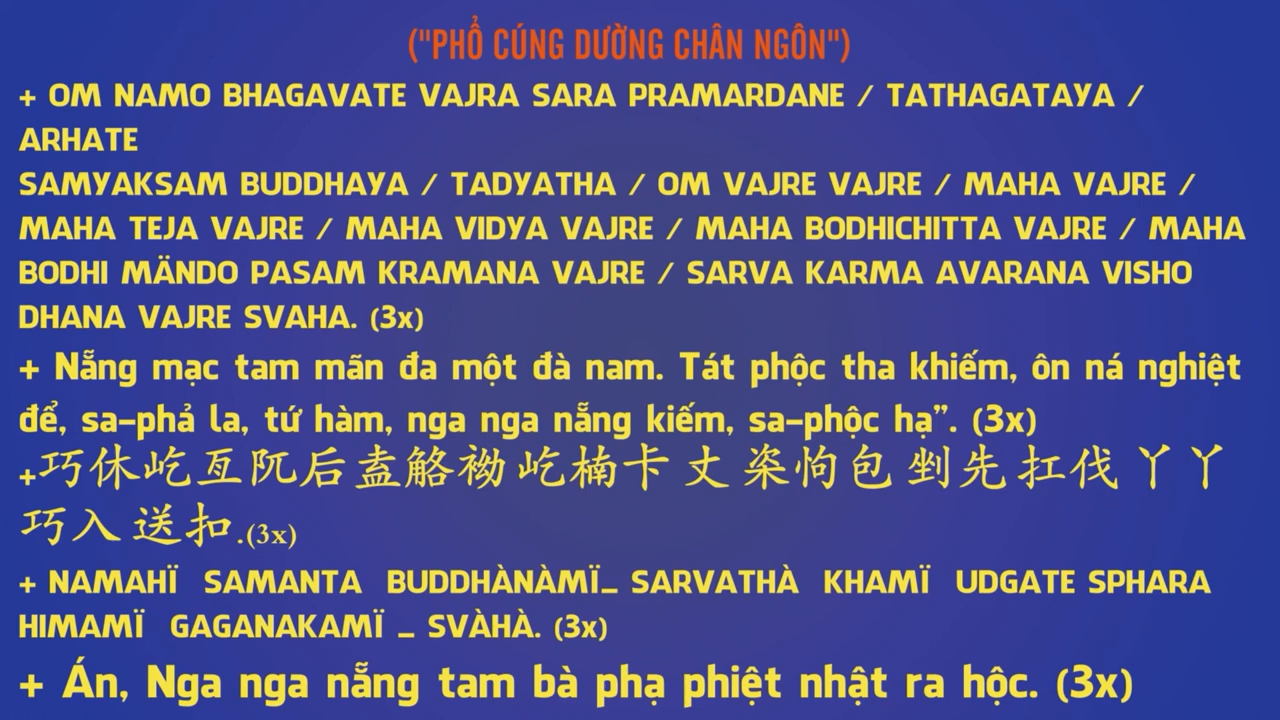 ("PHỔ CÚNG DƯỜNG CHÂN NGÔN")
+ OM NAMO BHAGAVATE VAJRA SARA PRAMARDANE / TATHAGATAYA /
ARHATE
SAMYAKSAM BUDDHAYA / TADYATHA / OM VAJRE VAJRE / MAHA VAJRE /
MAHA TEJA VAJRE / MAHA VIDYA VAJRE / MAHA BODHICHITTA VAJRE / MAHA
BODHI MÄNDO PASAM KRAMANA VAJRE / SARVA KARMA AVARANA VISHO
DHANA VAJRE SVAHA. (3x)
+ Nẵng mạc tam mãn đa một đà nam. Tát phộc tha khiếm, ôn ná nghiệt
để, sa-phả la, tứ hàm, nga nga nẵng kiếm, sa-phộc hạ". (3x)
+巧休屹亙阢后盍觡袎屹楠卡丈 栥怐包 剉先扛伐 丫丫
巧入送扣.(3x)
+ NAMAHÏ SAMANTA BUDDHÀNÀMÏ_ SARVATHÀ KHAMÏ UDGATE SPHARA
HIMAMÏ GAGANAKAMÏ _ SVÀHÀ. (3x)
+ Án, Nga nga nẵng tam bà phạ phiệt nhật ra hộc. (3x)